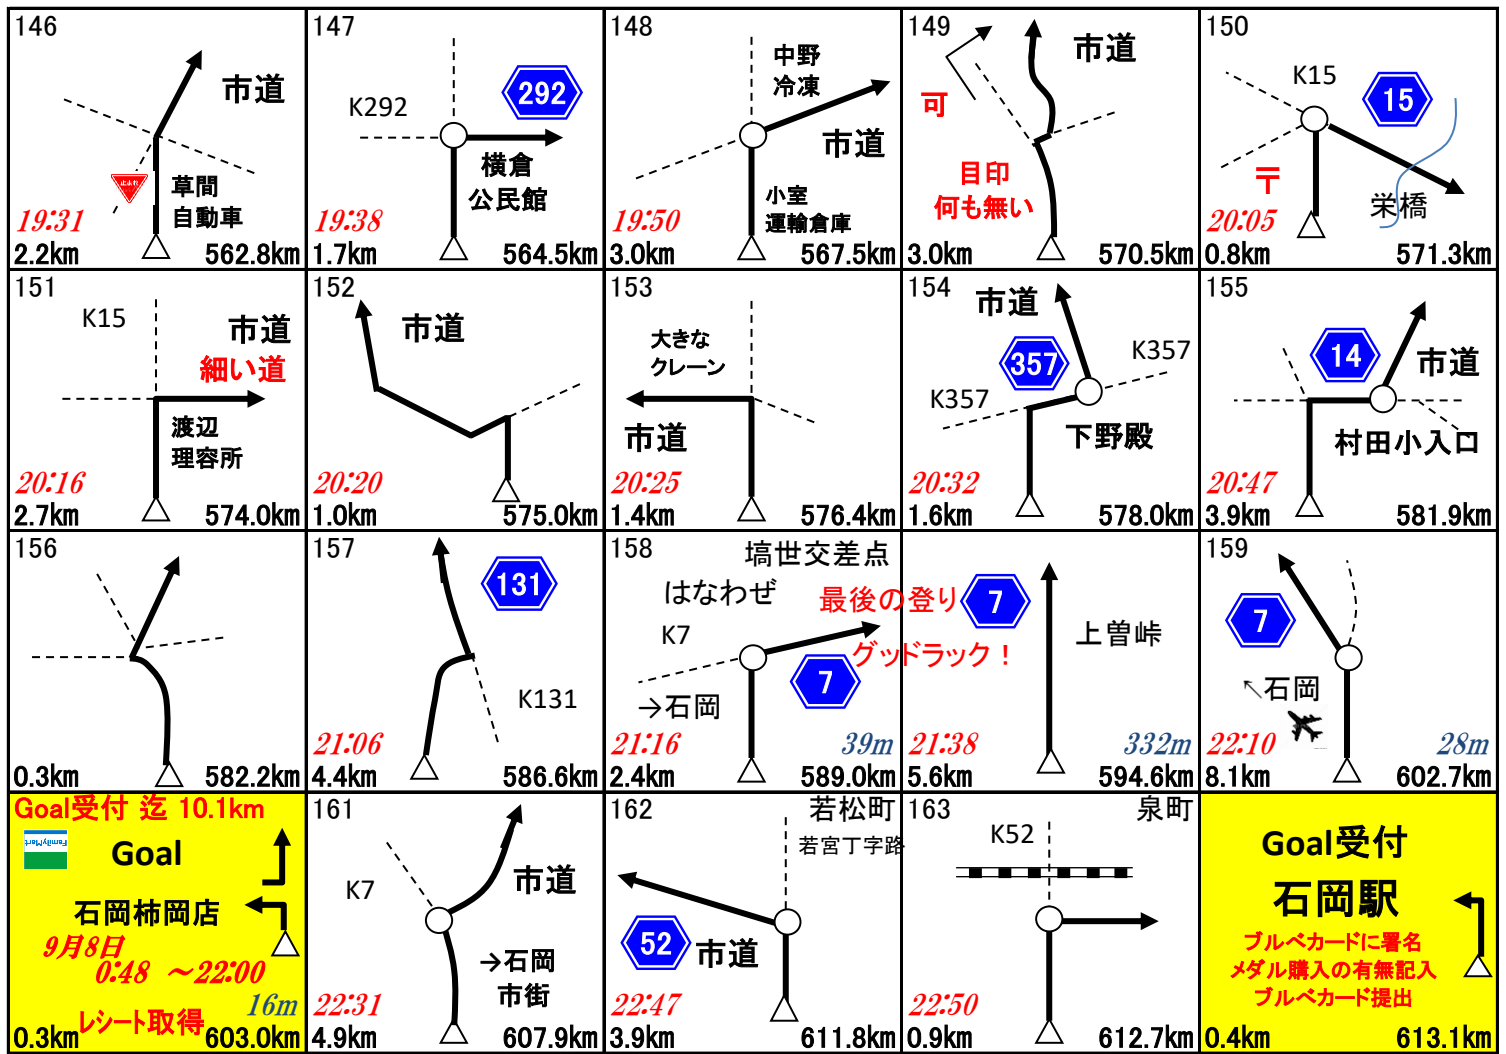 146
市道
止まれ
草間
自動車
19:31
2.2km
562.8km
147
K292
292
横倉
公民館
19:38
1.7km
564.5km
148
中野
冷凍
市道
小室
運輸倉庫
19:50
3.0km
567.5km
149
市道
可
目印
何も無い
3.0km
570.5km
150
K15
15
〒
栄橋
20:05
0.8km
571.3km
151
K15
市道
細い道
渡辺
理容所
20:16
2.7km
574.0km
152
市道
20:20
1.0km
575.0km
153
大きな
クレーン
市道
20:25
1.4km
576.4km
154
市道
357
K357
K357
下野殿
20:32
1.6km
578.0km
155
14
市道
村田小入口
20:47
3.9km
581.9km
156
0.3km
582.2km
157
131
K131
21:06
4.4km
586.6km
158
塙世交差点
はなわぜ
最後の登り
K7
グッドラック！
7
→石岡
21:16
39m
2.4km
589.0km
7
上曽峠
21:38
332m
5.6km
594.6km
159
7
↖石岡
22:10
28m
8.1km
602.7km
Goal受付 迄 10.1km
FamilyMart
Goal
石岡柿岡店
9月8日
0:48 ～22:00
16m
レシート取得
0.3km
603.0km
161
K7
市道
→石岡
市街
22:31
4.9km
607.9km
162
若松町
若宮丁字路
52
市道
22:47
3.9km
611.8km
163
泉町
K52
22:50
0.9km
612.7km
Goal受付
石岡駅
ブルベカードに署名
メダル購入の有無記入
ブルベカード提出
0.4km
613.1km